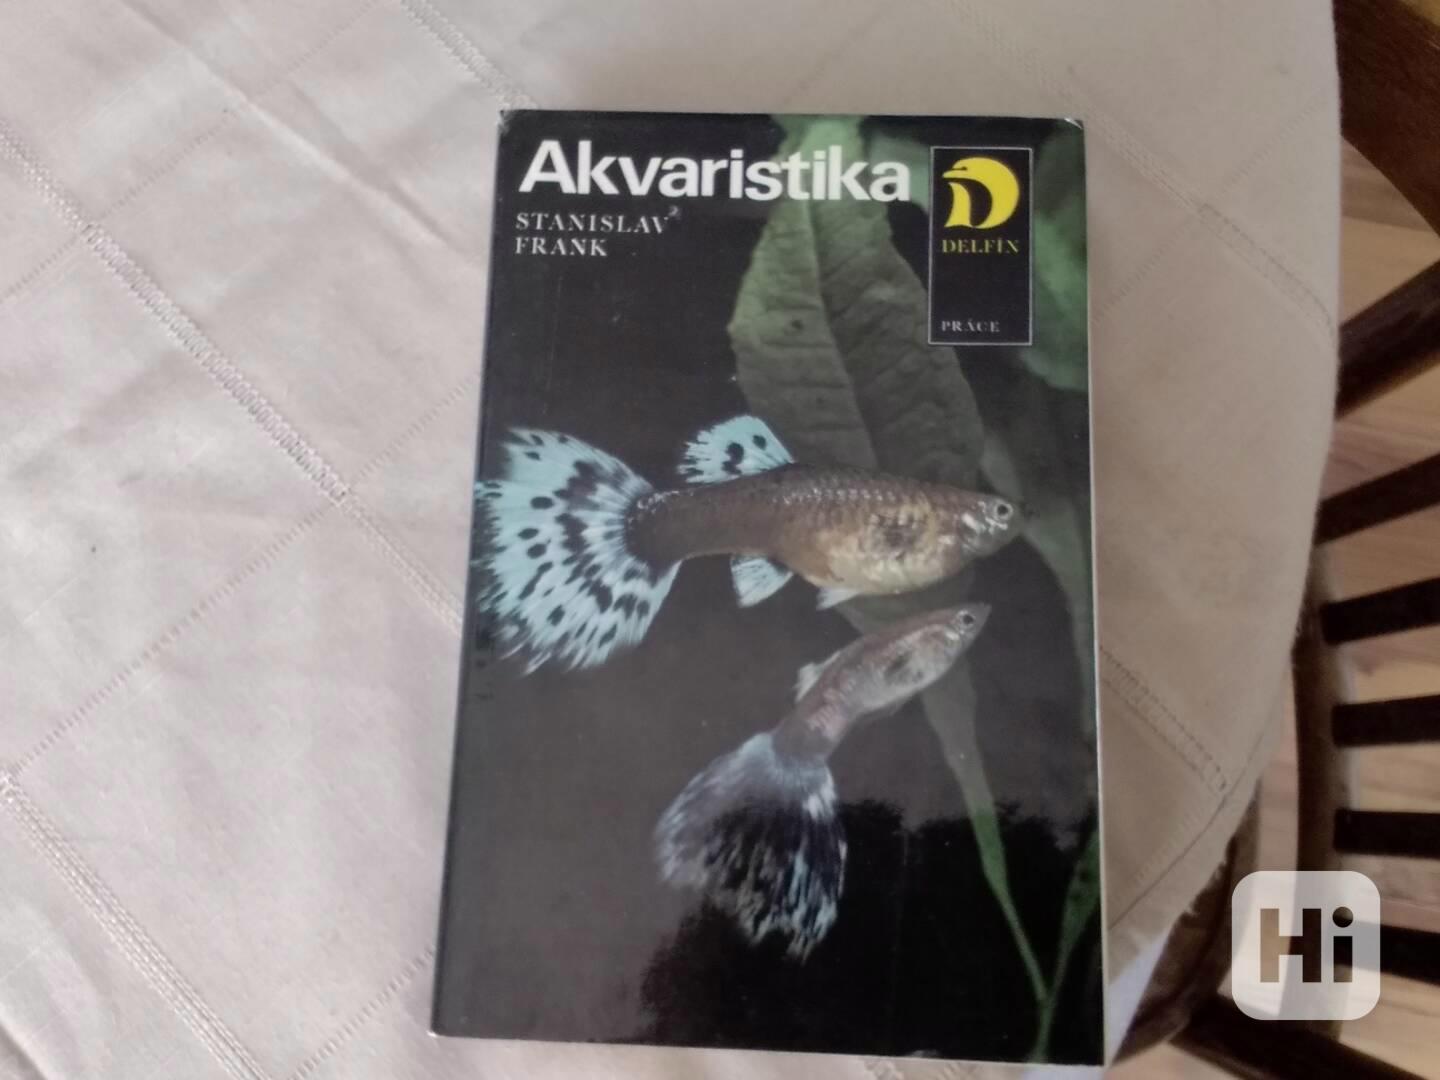 Akvaristika
STANISLAV
FRANK
DELFÍN
PRÁCE
Hi